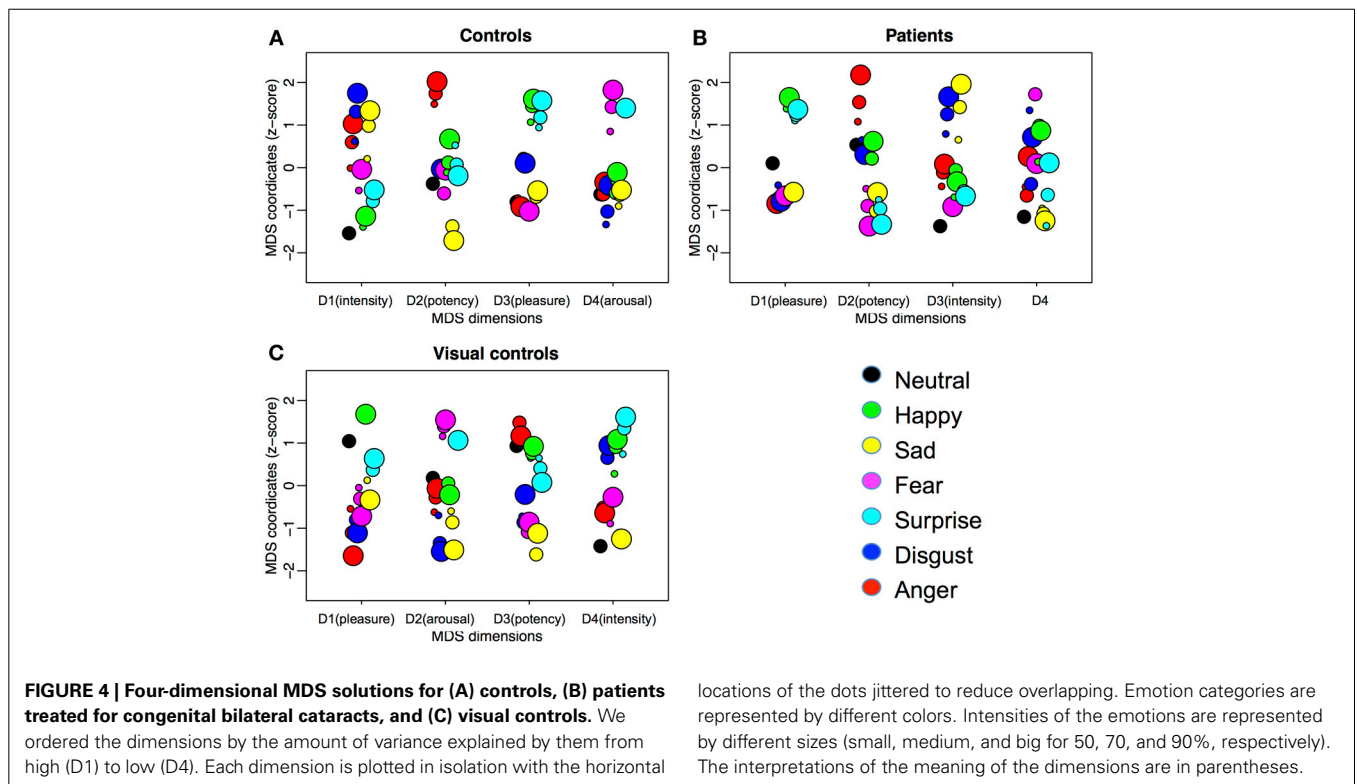 A
Controls
MDS coordinates (z-score)
2
1
0
−1
−2
D1(intensity) D2(potency) D3(pleasure) D4(arousal)
MDS dimensions
B
Patients
MDS coordinates (z-score)
2
1
0
−1
−2
D1(pleasure) D2(potency) D3(intensity) D4
MDS dimensions
C
Visual controls
MDS coordinates (z-score)
2
1
0
−1
−2
D1(pleasure) D2(arousal) D3(potency) D4(intensity)
MDS dimensions
Neutral
Happy
Sad
Fear
Surprise
Disgust
Anger
FIGURE 4 | Four-dimensional MDS solutions for (A) controls, (B) patients
treated for congenital bilateral cataracts, and (C) visual controls. We
ordered the dimensions by the amount of variance explained by them from
high (D1) to low (D4). Each dimension is plotted in isolation with the horizontal
locations of the dots jittered to reduce overlapping. Emotion categories are
represented by different colors. Intensities of the emotions are represented
by different sizes (small, medium, and big for 50, 70, and 90%, respectively).
The interpretations of the meaning of the dimensions are in parentheses.